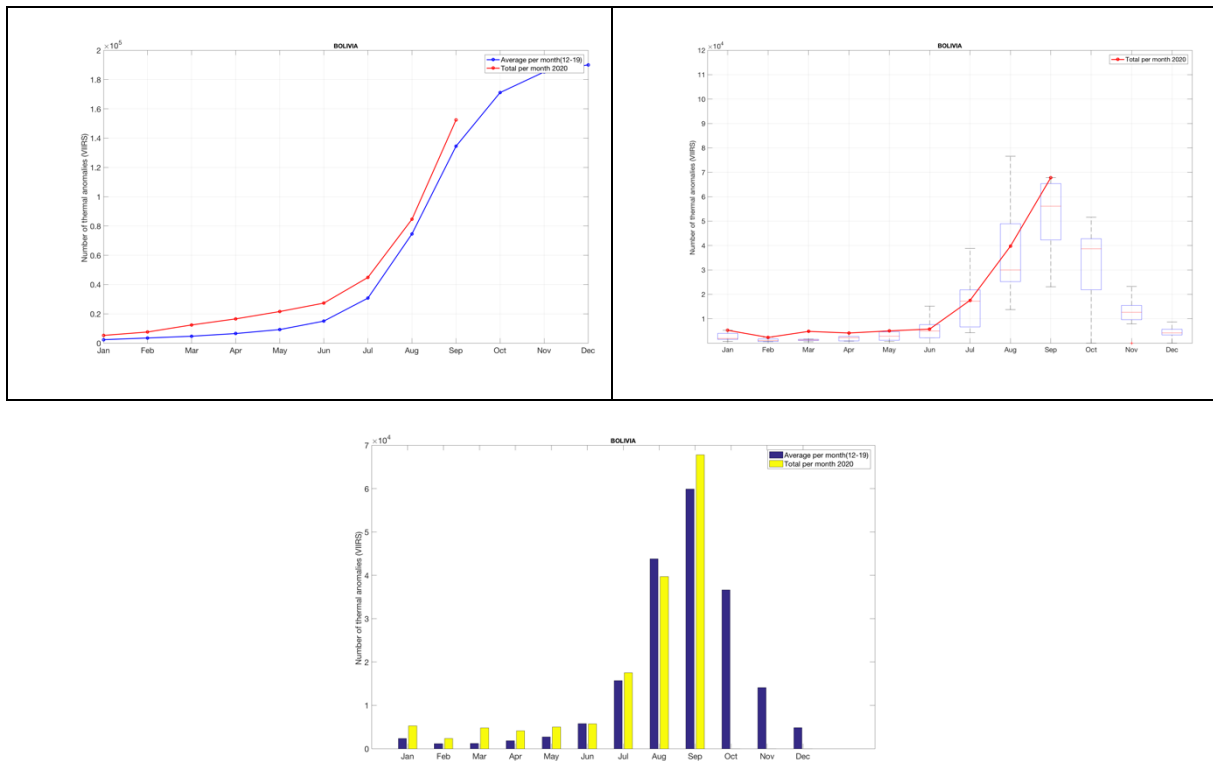 BOLIVIA
×10^5
Average per month(12-19)
Total per month 2020
Number of thermal anomalies (VIIRS)
2
1.8
1.6
1.4
1.2
1
0.8
0.6
0.4
0.2
0
Jan Feb Mar Apr May Jun Jul Aug Sep Oct Nov Dec
BOLIVIA
×10^4
Total per month 2020
Number of thermal anomalies (VIIRS)
12
11
10
9
8
7
6
5
4
3
2
1
Jan Feb Mar Apr May Jun Jul Aug Sep Oct Nov Dec
BOLIVIA
×10^4
Average per month(12-19)
Total per month 2020
Number of thermal anomalies (VIIRS)
7
6
5
4
3
2
1
0
Jan Feb Mar Apr May Jun Jul Aug Sep Oct Nov Dec